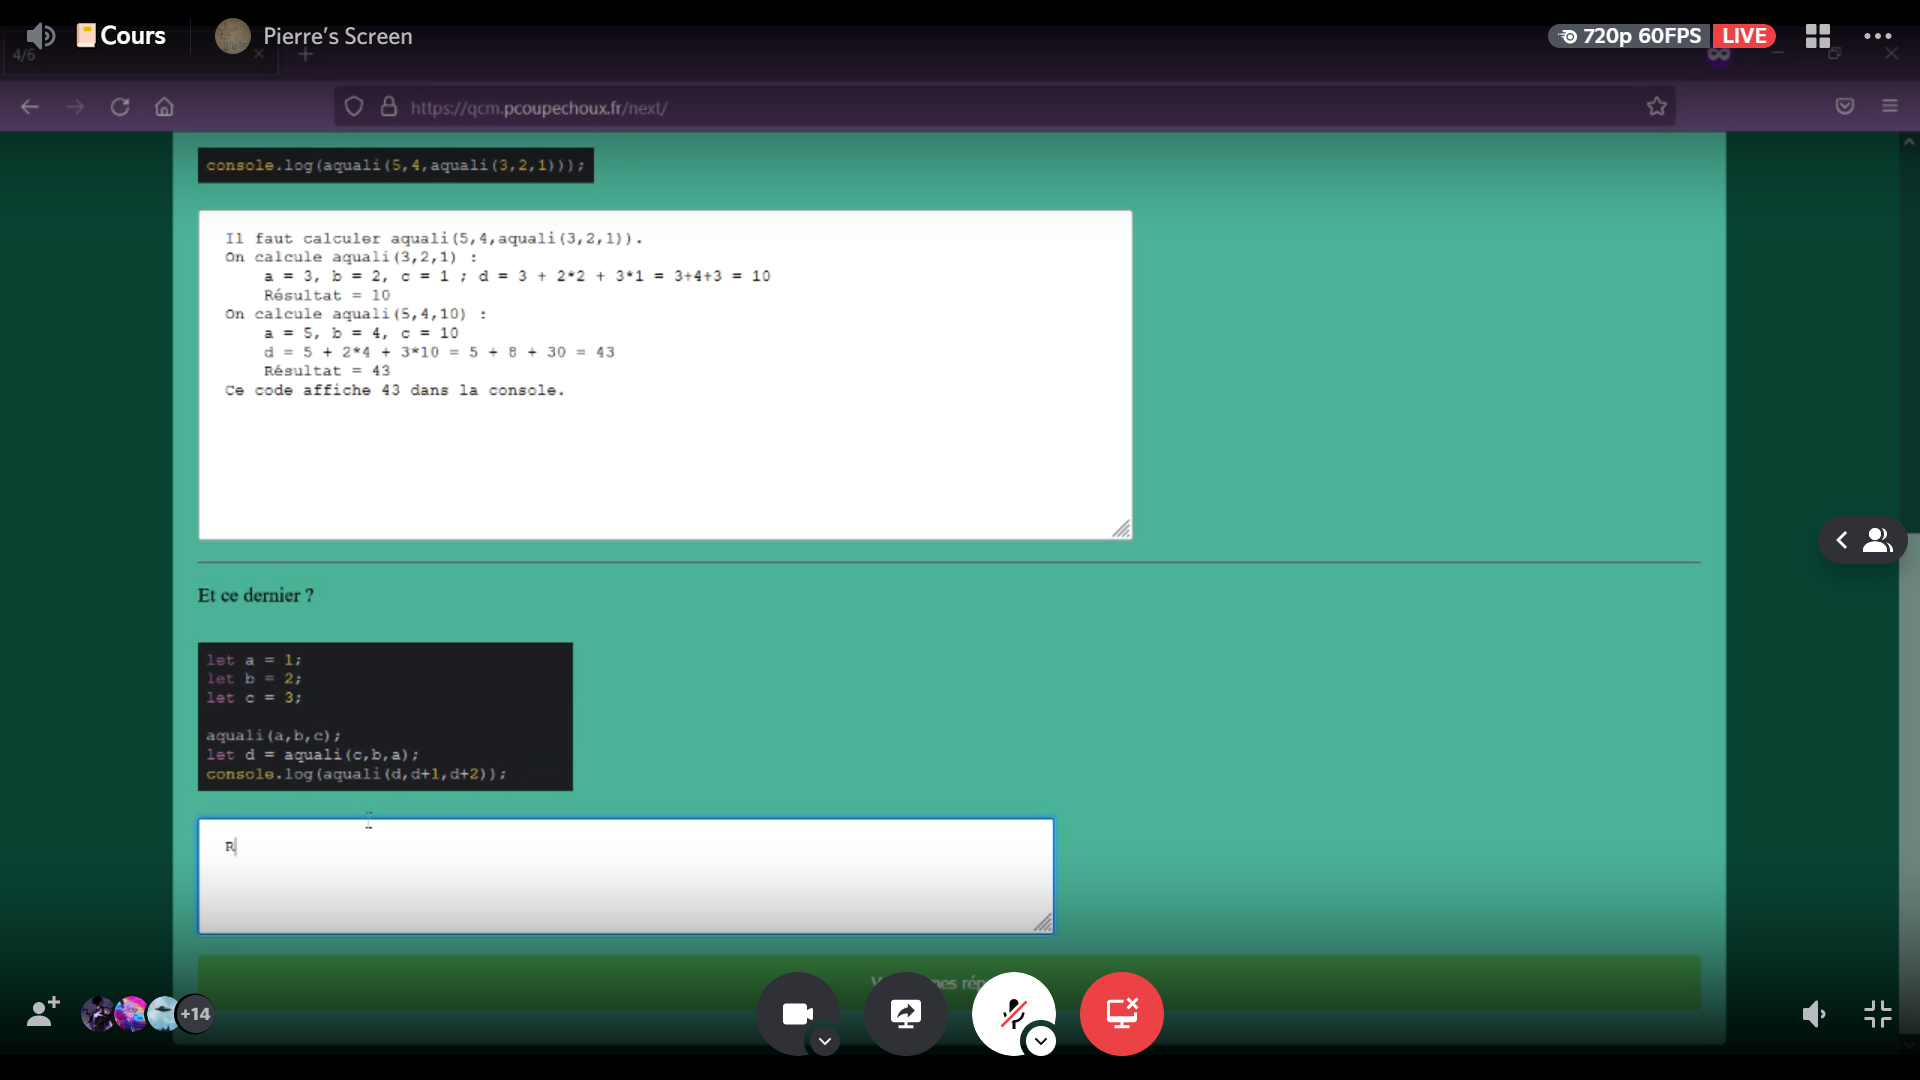 Cours
Pierre's Screen
720p 60FPS
LIVE
4/6
https://qcm.pcoupechoux.fr/next/
console.log(aquali(5,4,aquali(3,2,1)));
Il faut calculer aquali(5,4,aquali(3,2,1)).
On calcule aquali(3,2,1) :
a = 3, b = 2, c = 1 ; d = 3 + 2*2 + 3*1 = 3+4+3 = 10
Résultat = 10
On calcule aquali(5,4,10) :
a = 5, b = 4, c = 10
d = 5 + 2*4 + 3*10 = 5 + 8 + 30 = 43
Résultat = 43
Ce code affiche 43 dans la console.
Et ce dernier ?
let a = 1;
let b = 2;
let c = 3;
aquali(a,b,c);
let d = aquali(c,b,a);
console.log(aquali(d,d+1,d+2));
R
+14